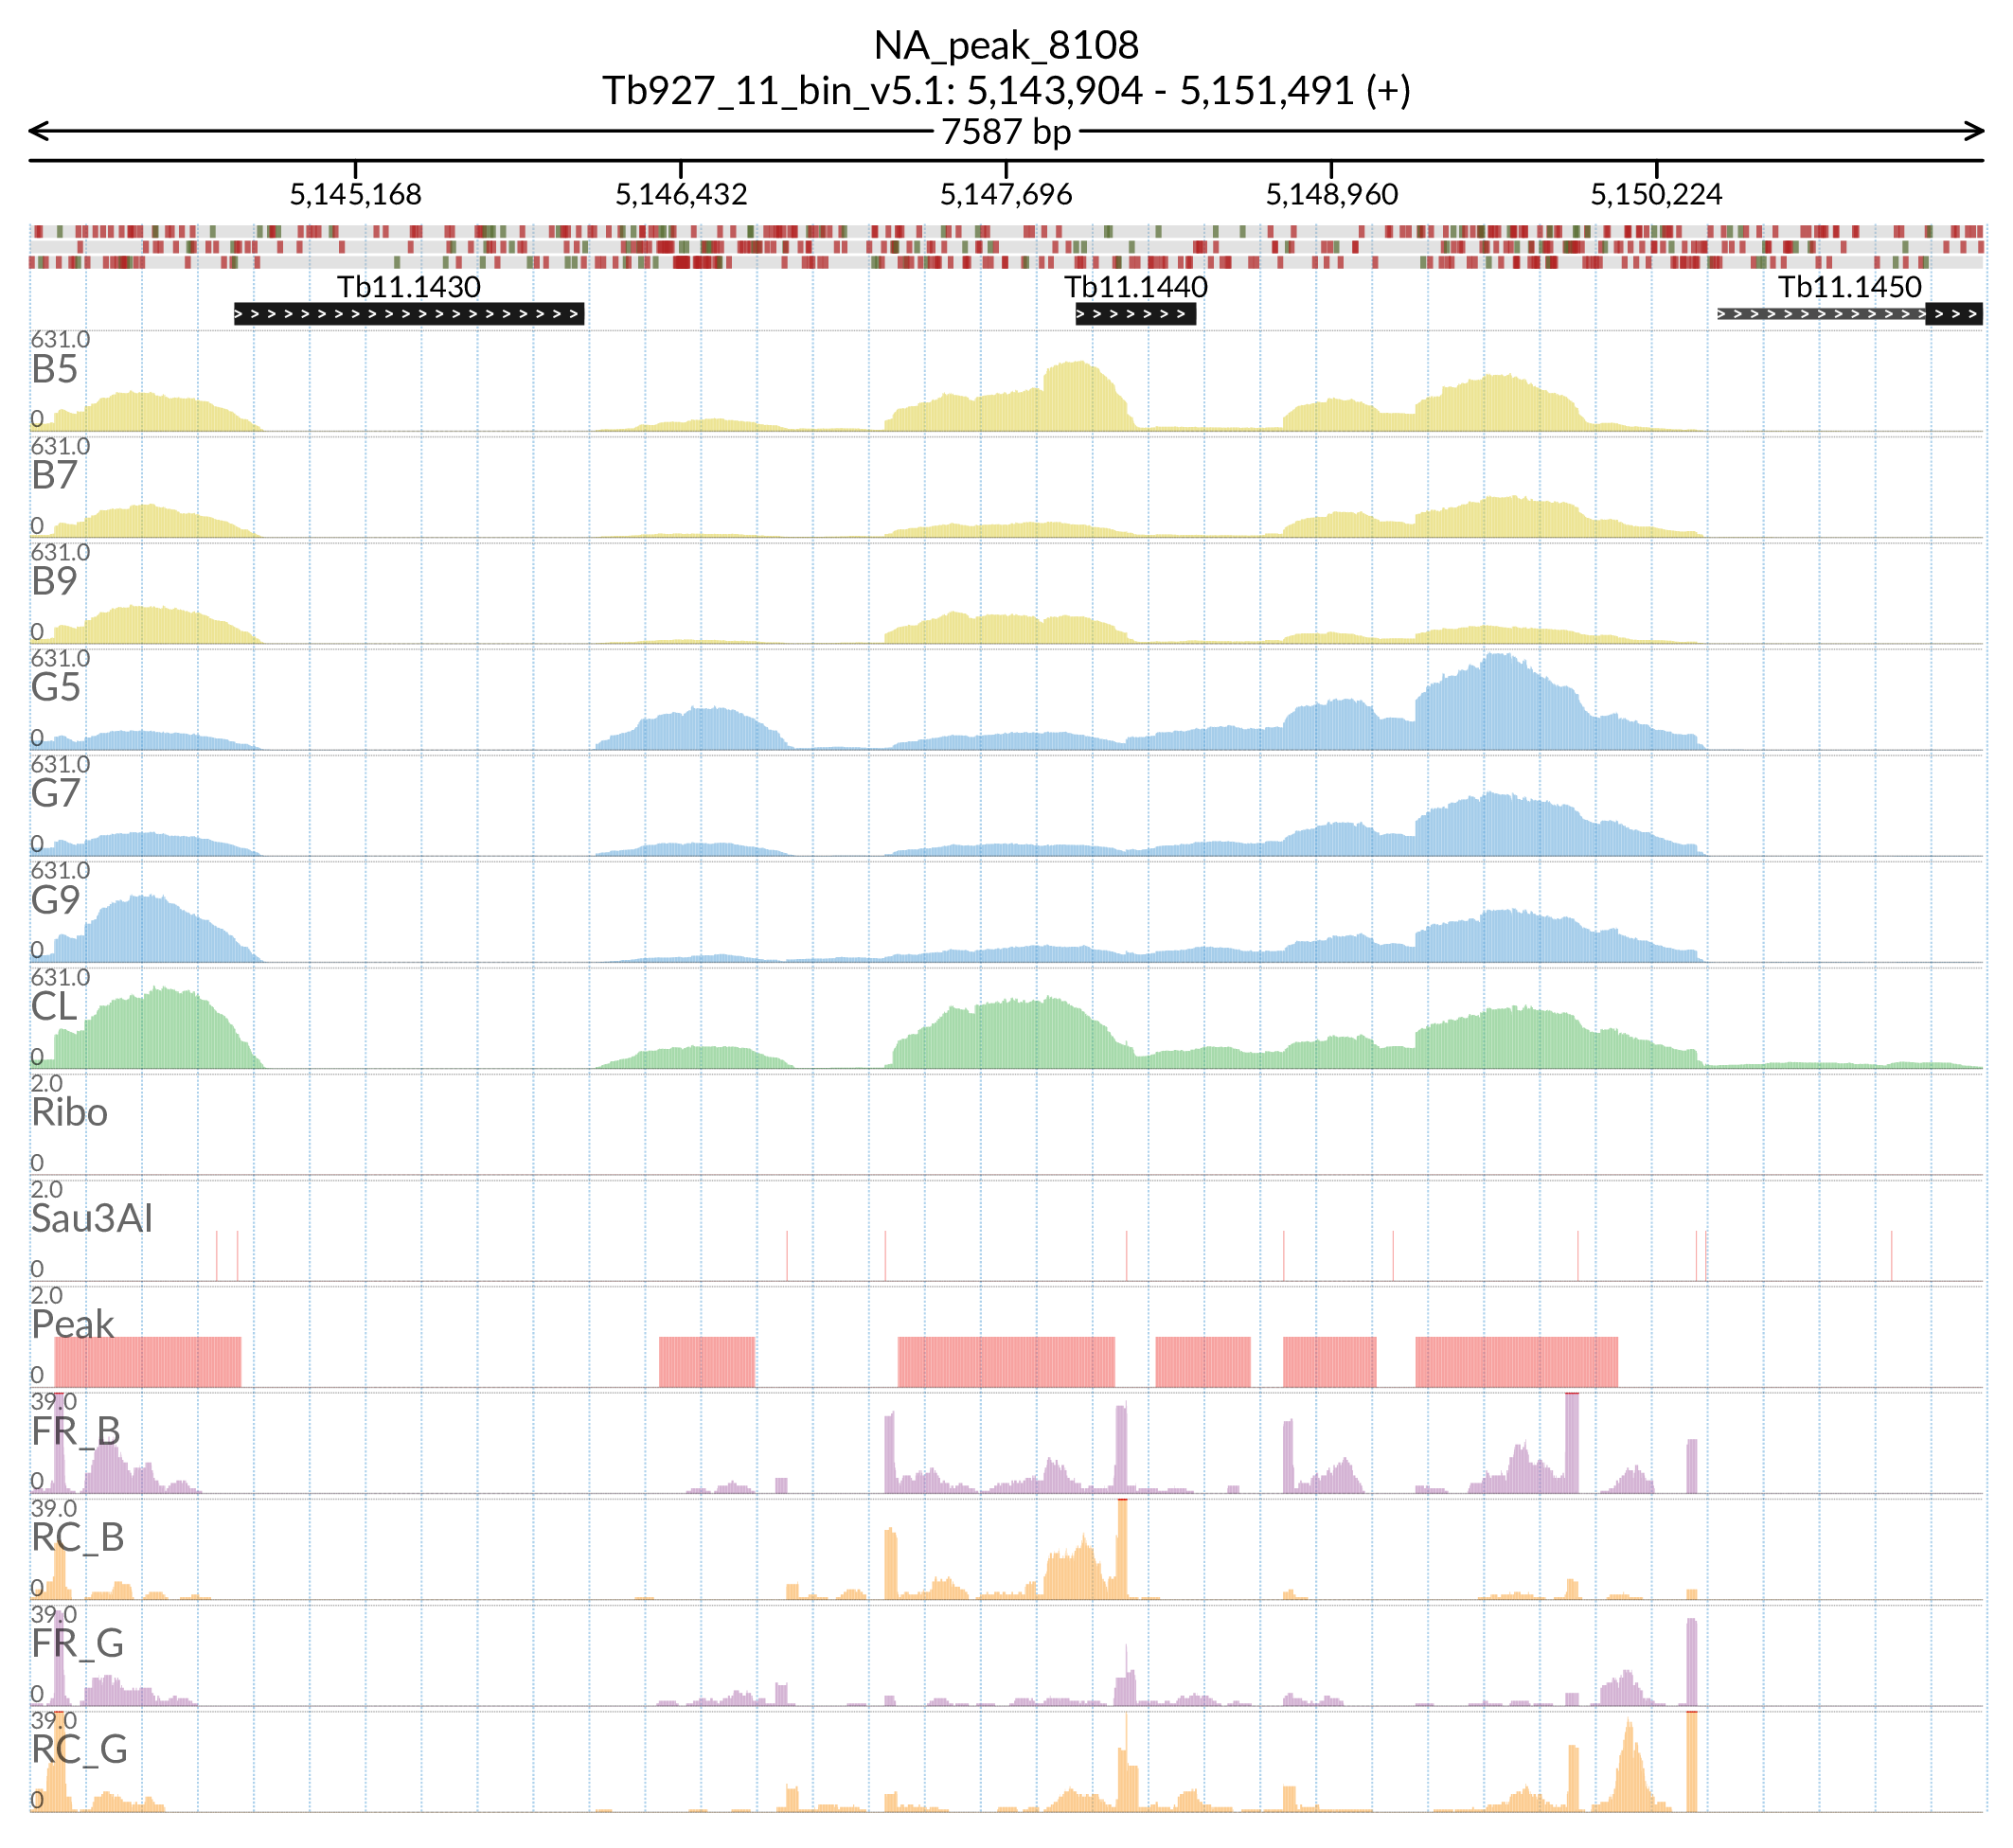 NA_peak_8108
Tb927_11_bin_v5.1: 5,143,904 - 5,151,491 (+)
7587 bp
5,145,168 5,146,432 5,147,696 5,148,960 5,150,224
Tb11.1430 Tb11.1440 Tb11.1450
631.0
B5
0
631.0
B7
0
631.0
B9
0
631.0
G5
0
631.0
G7
0
631.0
G9
0
631.0
CL
0
2.0
Ribo
0
2.0
Sau3AI
0
2.0
Peak
0
39.0
FR_B
0
39.0
RC_B
0
39.0
FR_G
0
39.0
RC_G
0